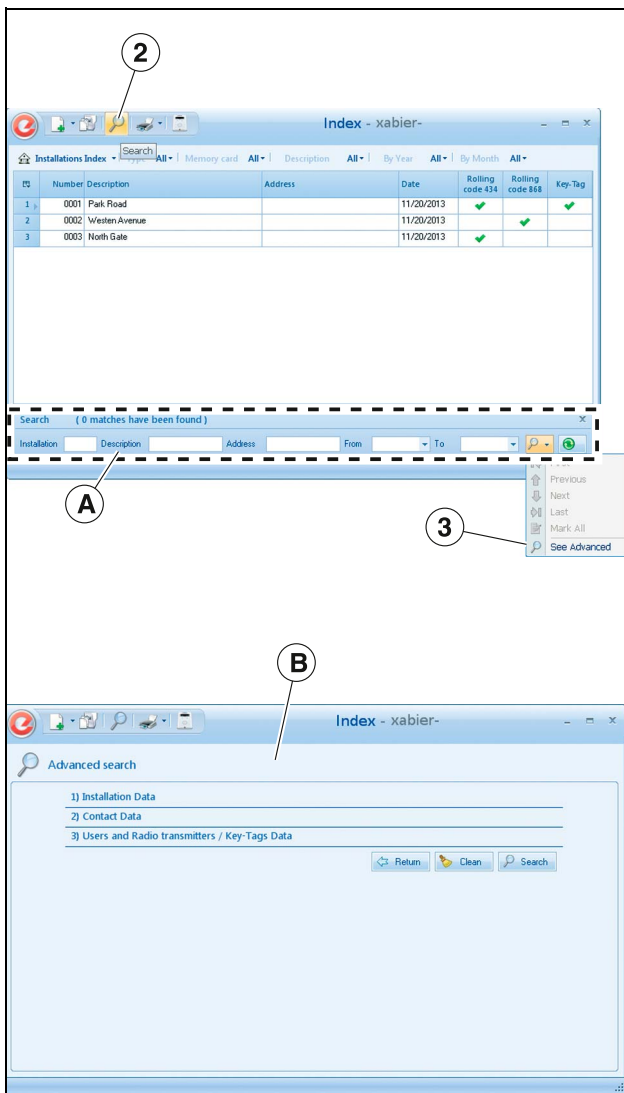 2
Index - xabier-
Search
Installations Index All Memory card All Description All By Year All By Month All
Number Description Address Date Rolling code 434 Rolling code 868 Key-Tag
1 0001 Park Road 11/20/2013
2 0002 Westen Avenue 11/20/2013
3 0003 North Gate 11/20/2013
Search ( 0 matches have been found )
Installation Description Address From To
A
Previous
Next
Last
Mark All
3
See Advanced
B
Index - xabier-
Advanced search
1) Installation Data
2) Contact Data
3) Users and Radio transmitters / Key-Tags Data
Return Clean Search